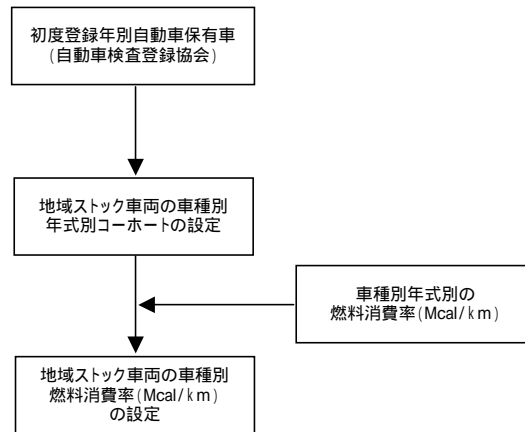 初度登録年別自動車保有車
(自動車検査登録協会)
地域ストック車両の車種別
年式別コーホートの設定
車種別年式別の
燃料消費率(Mcal/km)
地域ストック車両の車種別
燃料消費率(Mcal/km)
の設定